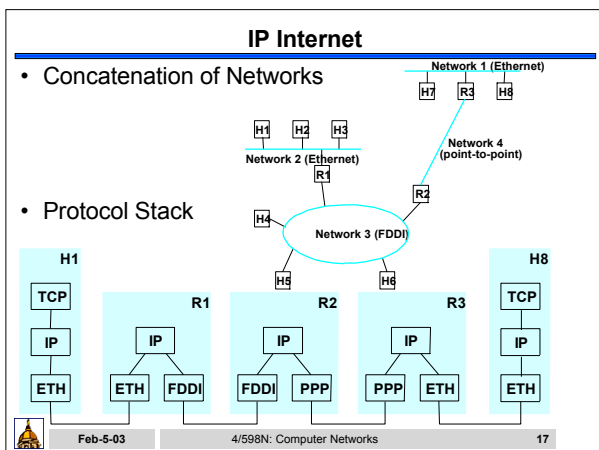 IP Internet
• Concatenation of Networks
Network 1 (Ethernet)
H7 R3 H8
H1 H2 H3
Network 2 (Ethernet)
R1
Network 4
(point-to-point)
R2
• Protocol Stack
H4
Network 3 (FDDI)
H5 H6
H1 R1 R2 R3 H8
TCP TCP
IP IP IP IP IP
ETH ETH FDDI FDDI PPP PPP ETH ETH
Feb-5-03 4/598N: Computer Networks 17